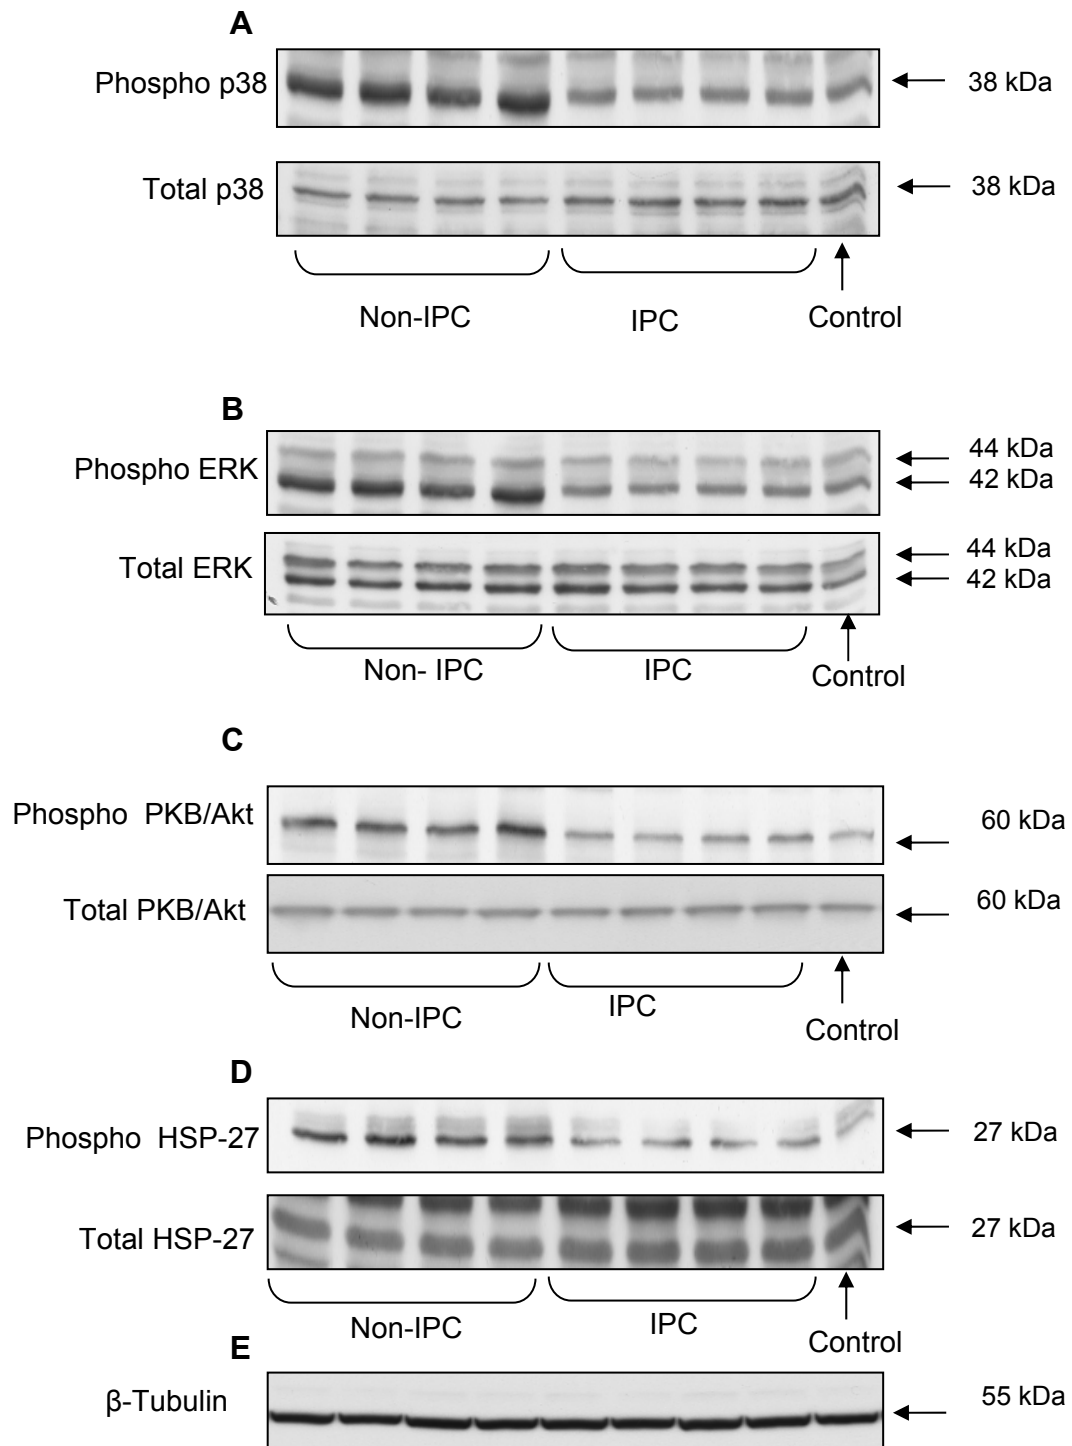 A
Phospho p38
38 kDa
Total p38
38 kDa
Non-IPC
IPC
Control
B
Phospho ERK
44 kDa
42 kDa
Total ERK
44 kDa
42 kDa
Non- IPC
IPC
Control
C
Phospho PKB/Akt
60 kDa
Total PKB/Akt
60 kDa
Non-IPC
IPC
Control
D
Phospho HSP-27
27 kDa
Total HSP-27
27 kDa
Non-IPC
IPC
Control
E
β-Tubulin
55 kDa